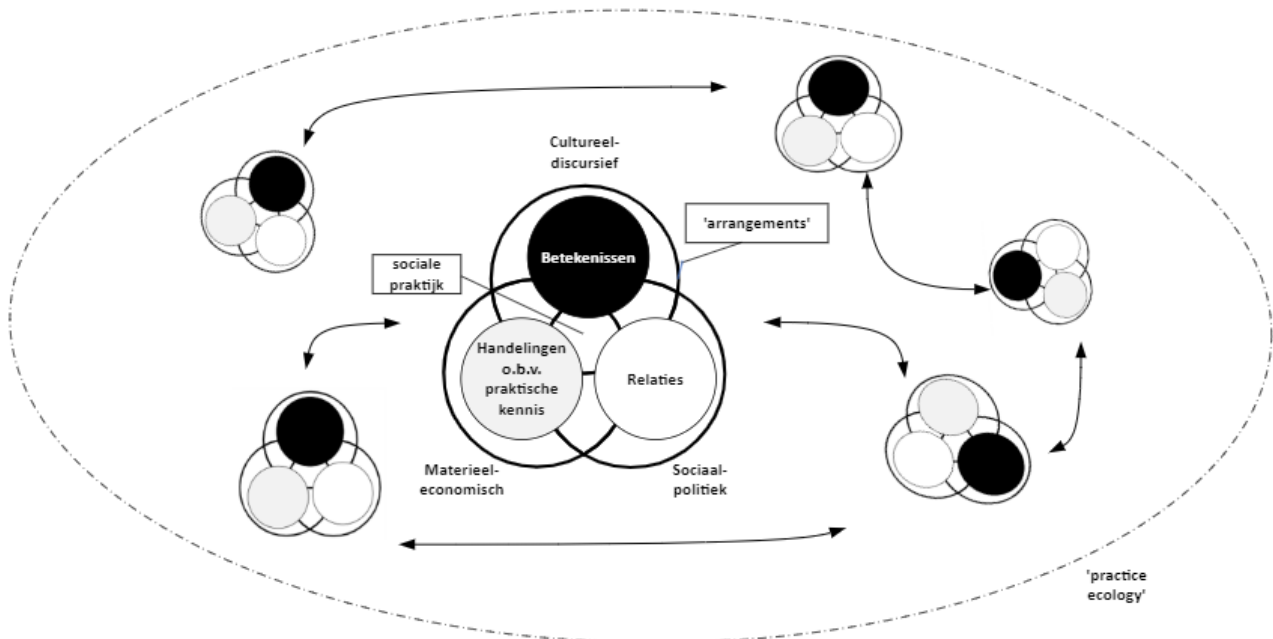 Cultureel-
discursief
'arrangements'
sociale
praktijk
Betekenissen
Handelingen
o.b.v.
praktische
kennis
Relaties
Materieel-
economisch
Sociaal-
politiek
'practice
ecology'